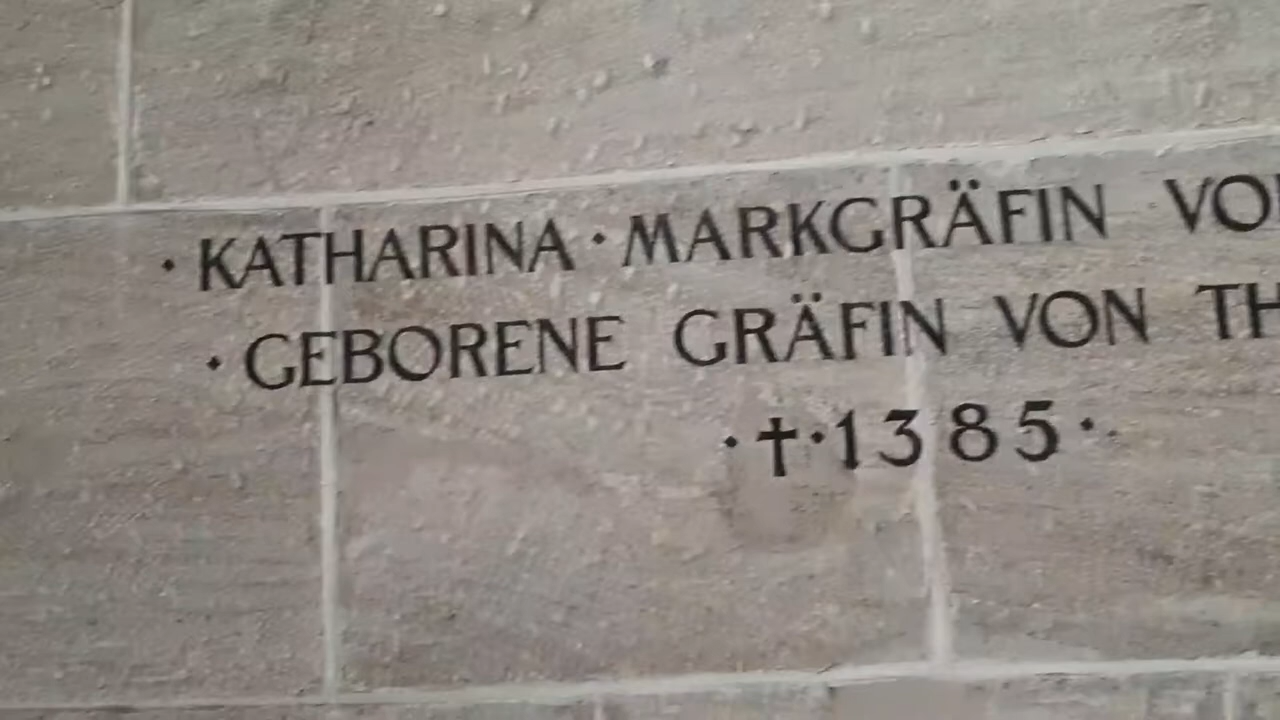 · KATHARINA · MARKGRÄFIN
· GEBORENE GRÄFIN VON
· † · 1385 ·